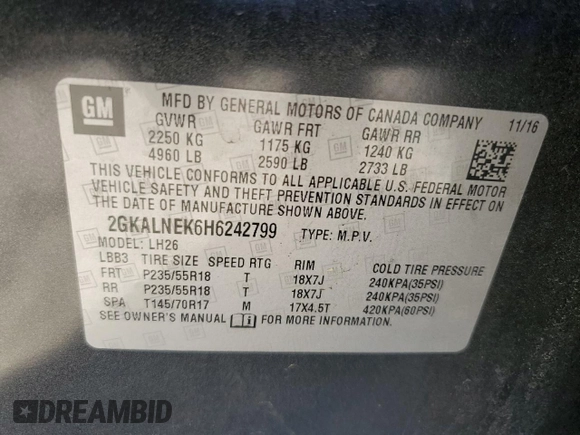 GM
MFD BY GENERAL MOTORS OF CANADA COMPANY
11/16
GVWR GAWR FRT GAWR RR
2250 KG 1175 KG 1240 KG
4960 LB 2590 LB 2733 LB
THIS VEHICLE CONFORMS TO ALL APPLICABLE U.S. FEDERAL MOTOR
VEHICLE SAFETY AND THEFT PREVENTION STANDARDS IN EFFECT ON
THE DATE OF MANUFACTURE SHOWN ABOVE.
2GKALNEK6H6242799 TYPE: M.P.V.
MODEL: LH26
LBB3 TIRE SIZE SPEED RTG RIM COLD TIRE PRESSURE
FRT P235/55R18 T 18X7J 240KPA(35PSI)
RR P235/55R18 T 18X7J 240KPA(35PSI)
SPA T145/70R17 M 17X4.5T 420KPA(60PSI)
SEE OWNER'S MANUAL FOR MORE INFORMATION.
DREAMBID